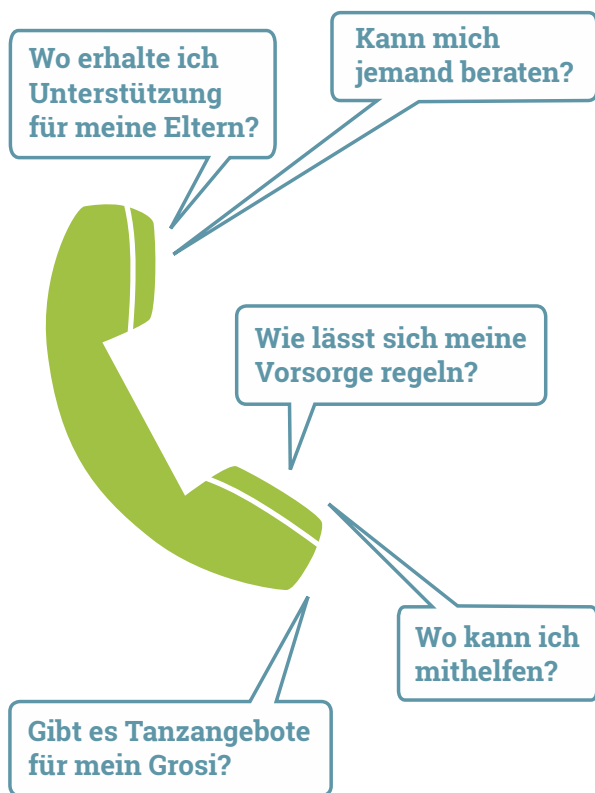 Wo erhalte ich
Unterstützung
für meine Eltern?
Kann mich
jemand beraten?
Wie lässt sich meine
Vorsorge regeln?
Wo kann ich
mithelfen?
Gibt es Tanzangebote
für mein Grosi?